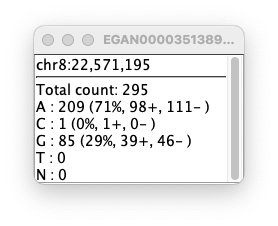 EGAN0000351389...
chr8:22,571,195
Total count: 295
A : 209 (71%, 98+, 111- )
C : 1 (0%, 1+, 0- )
G : 85 (29%, 39+, 46- )
T : 0
N : 0